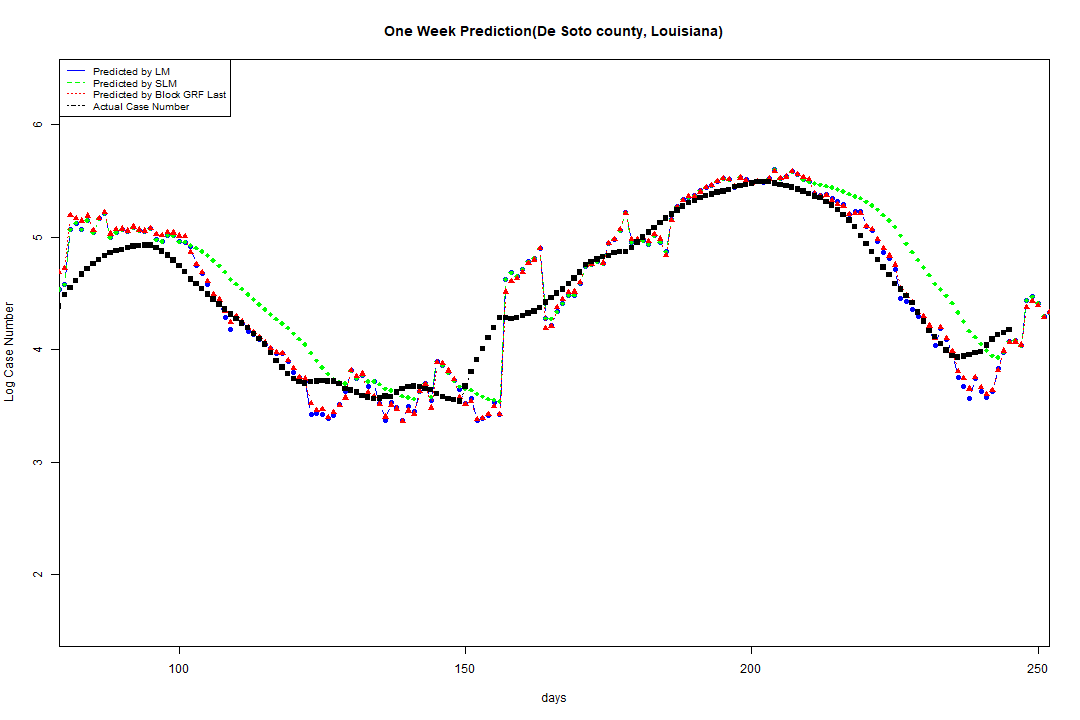 One Week Prediction(De Soto county, Louisiana)
Predicted by LM
Predicted by SLM
Predicted by Block GRF Last
Actual Case Number
6
5
4
3
2
Log Case Number
100 150 200 250
days